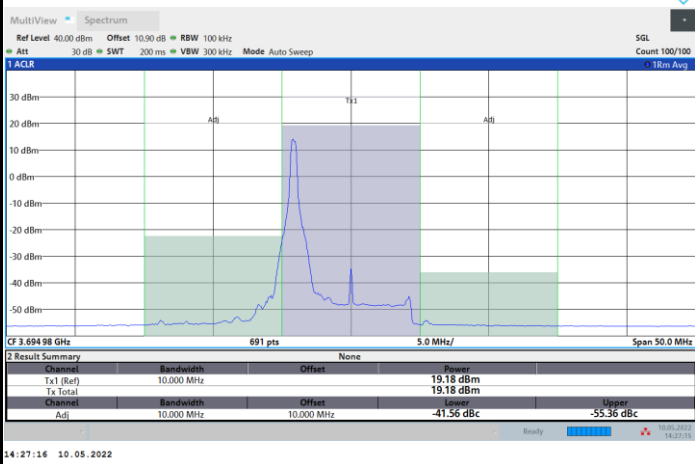 MultiView Spectrum
Ref Level 40.00 dBm Offset 10.90 dB RBW 100 kHz SGL
Att 30 dB SWT 200 ms VBW 300 kHz Mode Auto Sweep Count 100/100
1 ACLR 1Rm Avg
30 dBm
Tx1
20 dBm Adj Adj
10 dBm
0 dBm
-10 dBm
-20 dBm
-30 dBm
-40 dBm
-50 dBm
CF 3.694 98 GHz 691 pts 5.0 MHz/ Span 50.0 MHz
2 Result Summary None
Channel Bandwidth Offset Power
Tx1 (Ref) 10.000 MHz 19.18 dBm
Tx Total 19.18 dBm
Channel Bandwidth Offset Lower Upper
Adj 10.000 MHz 10.000 MHz -41.56 dBc -55.36 dBc
Ready 10.05.2022
14:27:15
14:27:16 10.05.2022